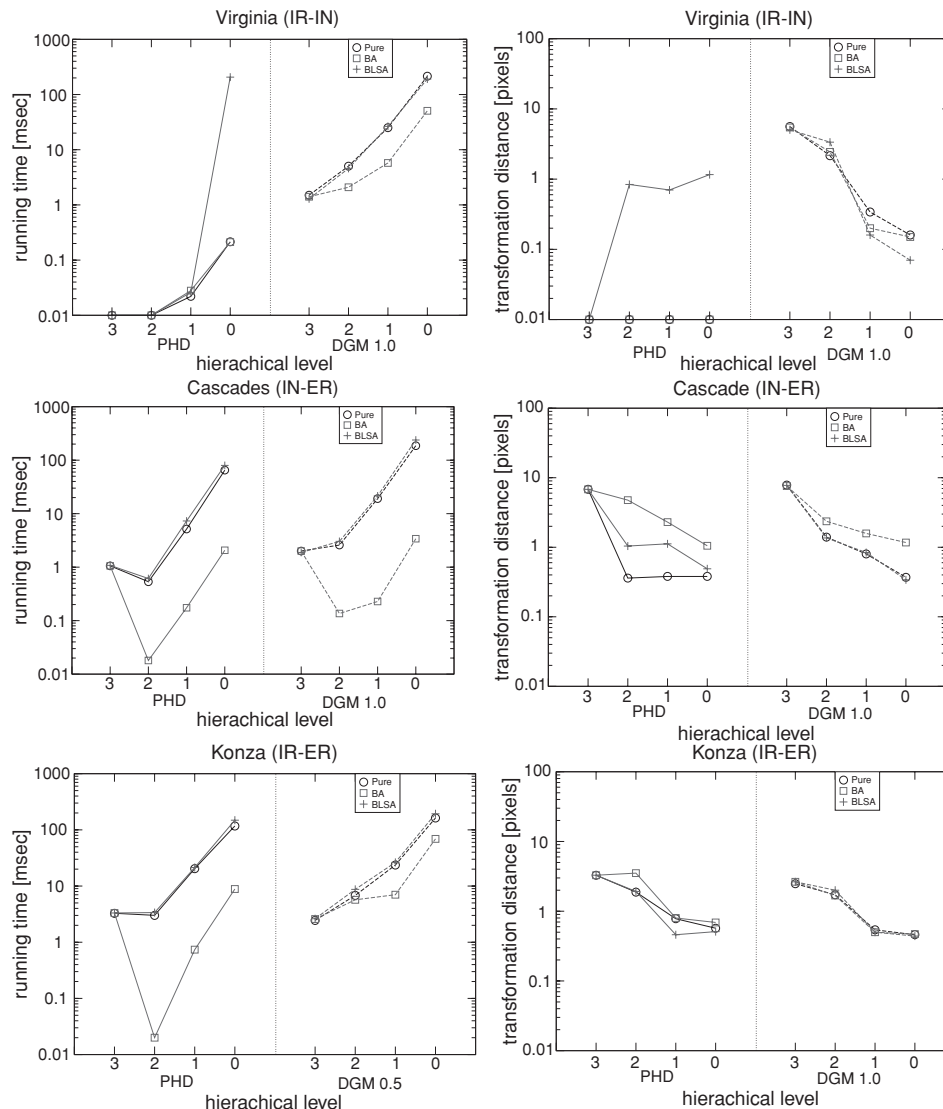 Virginia (IR-IN)
1000
100
10
1
0.1
0.01
running time [msec]
Pure
BA
BLSA
3 2 1 0 3 2 1 0
PHD DGM 1.0
hierachical level
Virginia (IR-IN)
100
10
1
0.1
0.01
transformation distance [pixels]
Pure
BA
BLSA
3 2 1 0 3 2 1 0
PHD DGM 1.0
hierachical level
Cascades (IN-ER)
1000
100
10
1
0.1
0.01
running time [msec]
Pure
BA
BLSA
3 2 1 0 3 2 1 0
PHD DGM 1.0
hierachical level
Cascade (IN-ER)
100
10
1
0.1
0.01
transformation distance [pixels]
Pure
BA
BLSA
3 2 1 0 3 2 1 0
PHD DGM 1.0
hierachical level
Konza (IR-ER)
1000
100
10
1
0.1
0.01
running time [msec]
Pure
BA
BLSA
3 2 1 0 3 2 1 0
PHD DGM 0.5
hierachical level
Konza (IR-ER)
100
10
1
0.1
0.01
transformation distance [pixels]
Pure
BA
BLSA
3 2 1 0 3 2 1 0
PHD DGM 1.0
hierachical level